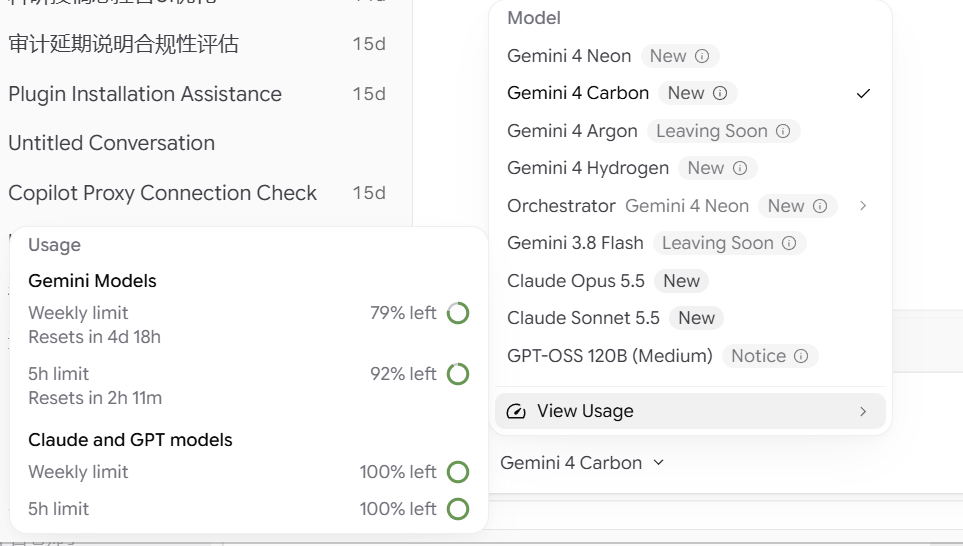 审计延期说明合规性评估 15d
Plugin Installation Assistance 15d
Untitled Conversation
Copilot Proxy Connection Check 15d
Usage
Gemini Models
Weekly limit 79% left
Resets in 4d 18h
5h limit 92% left
Resets in 2h 11m
Claude and GPT models
Weekly limit 100% left
5h limit 100% left
Model
Gemini 4 Neon New
Gemini 4 Carbon New
Gemini 4 Argon Leaving Soon
Gemini 4 Hydrogen New
Orchestrator Gemini 4 Neon New
Gemini 3.8 Flash Leaving Soon
Claude Opus 5.5 New
Claude Sonnet 5.5 New
GPT-OSS 120B (Medium) Notice
View Usage
Gemini 4 Carbon